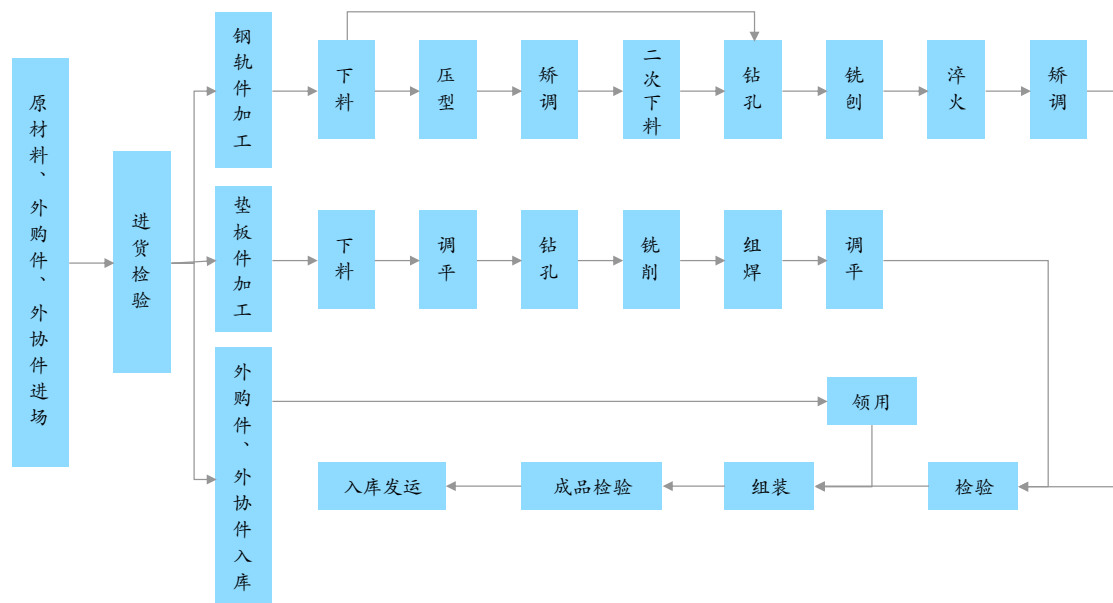 原材料、外购件、外协件进场
进货检验
钢轨件加工
下料
压型
矫调
二次下料
钻孔
铣刨
淬火
矫调
垫板件加工
下料
调平
钻孔
铣削
组焊
调平
外购件、外协件入库
领用
入库发运
成品检验
组装
检验